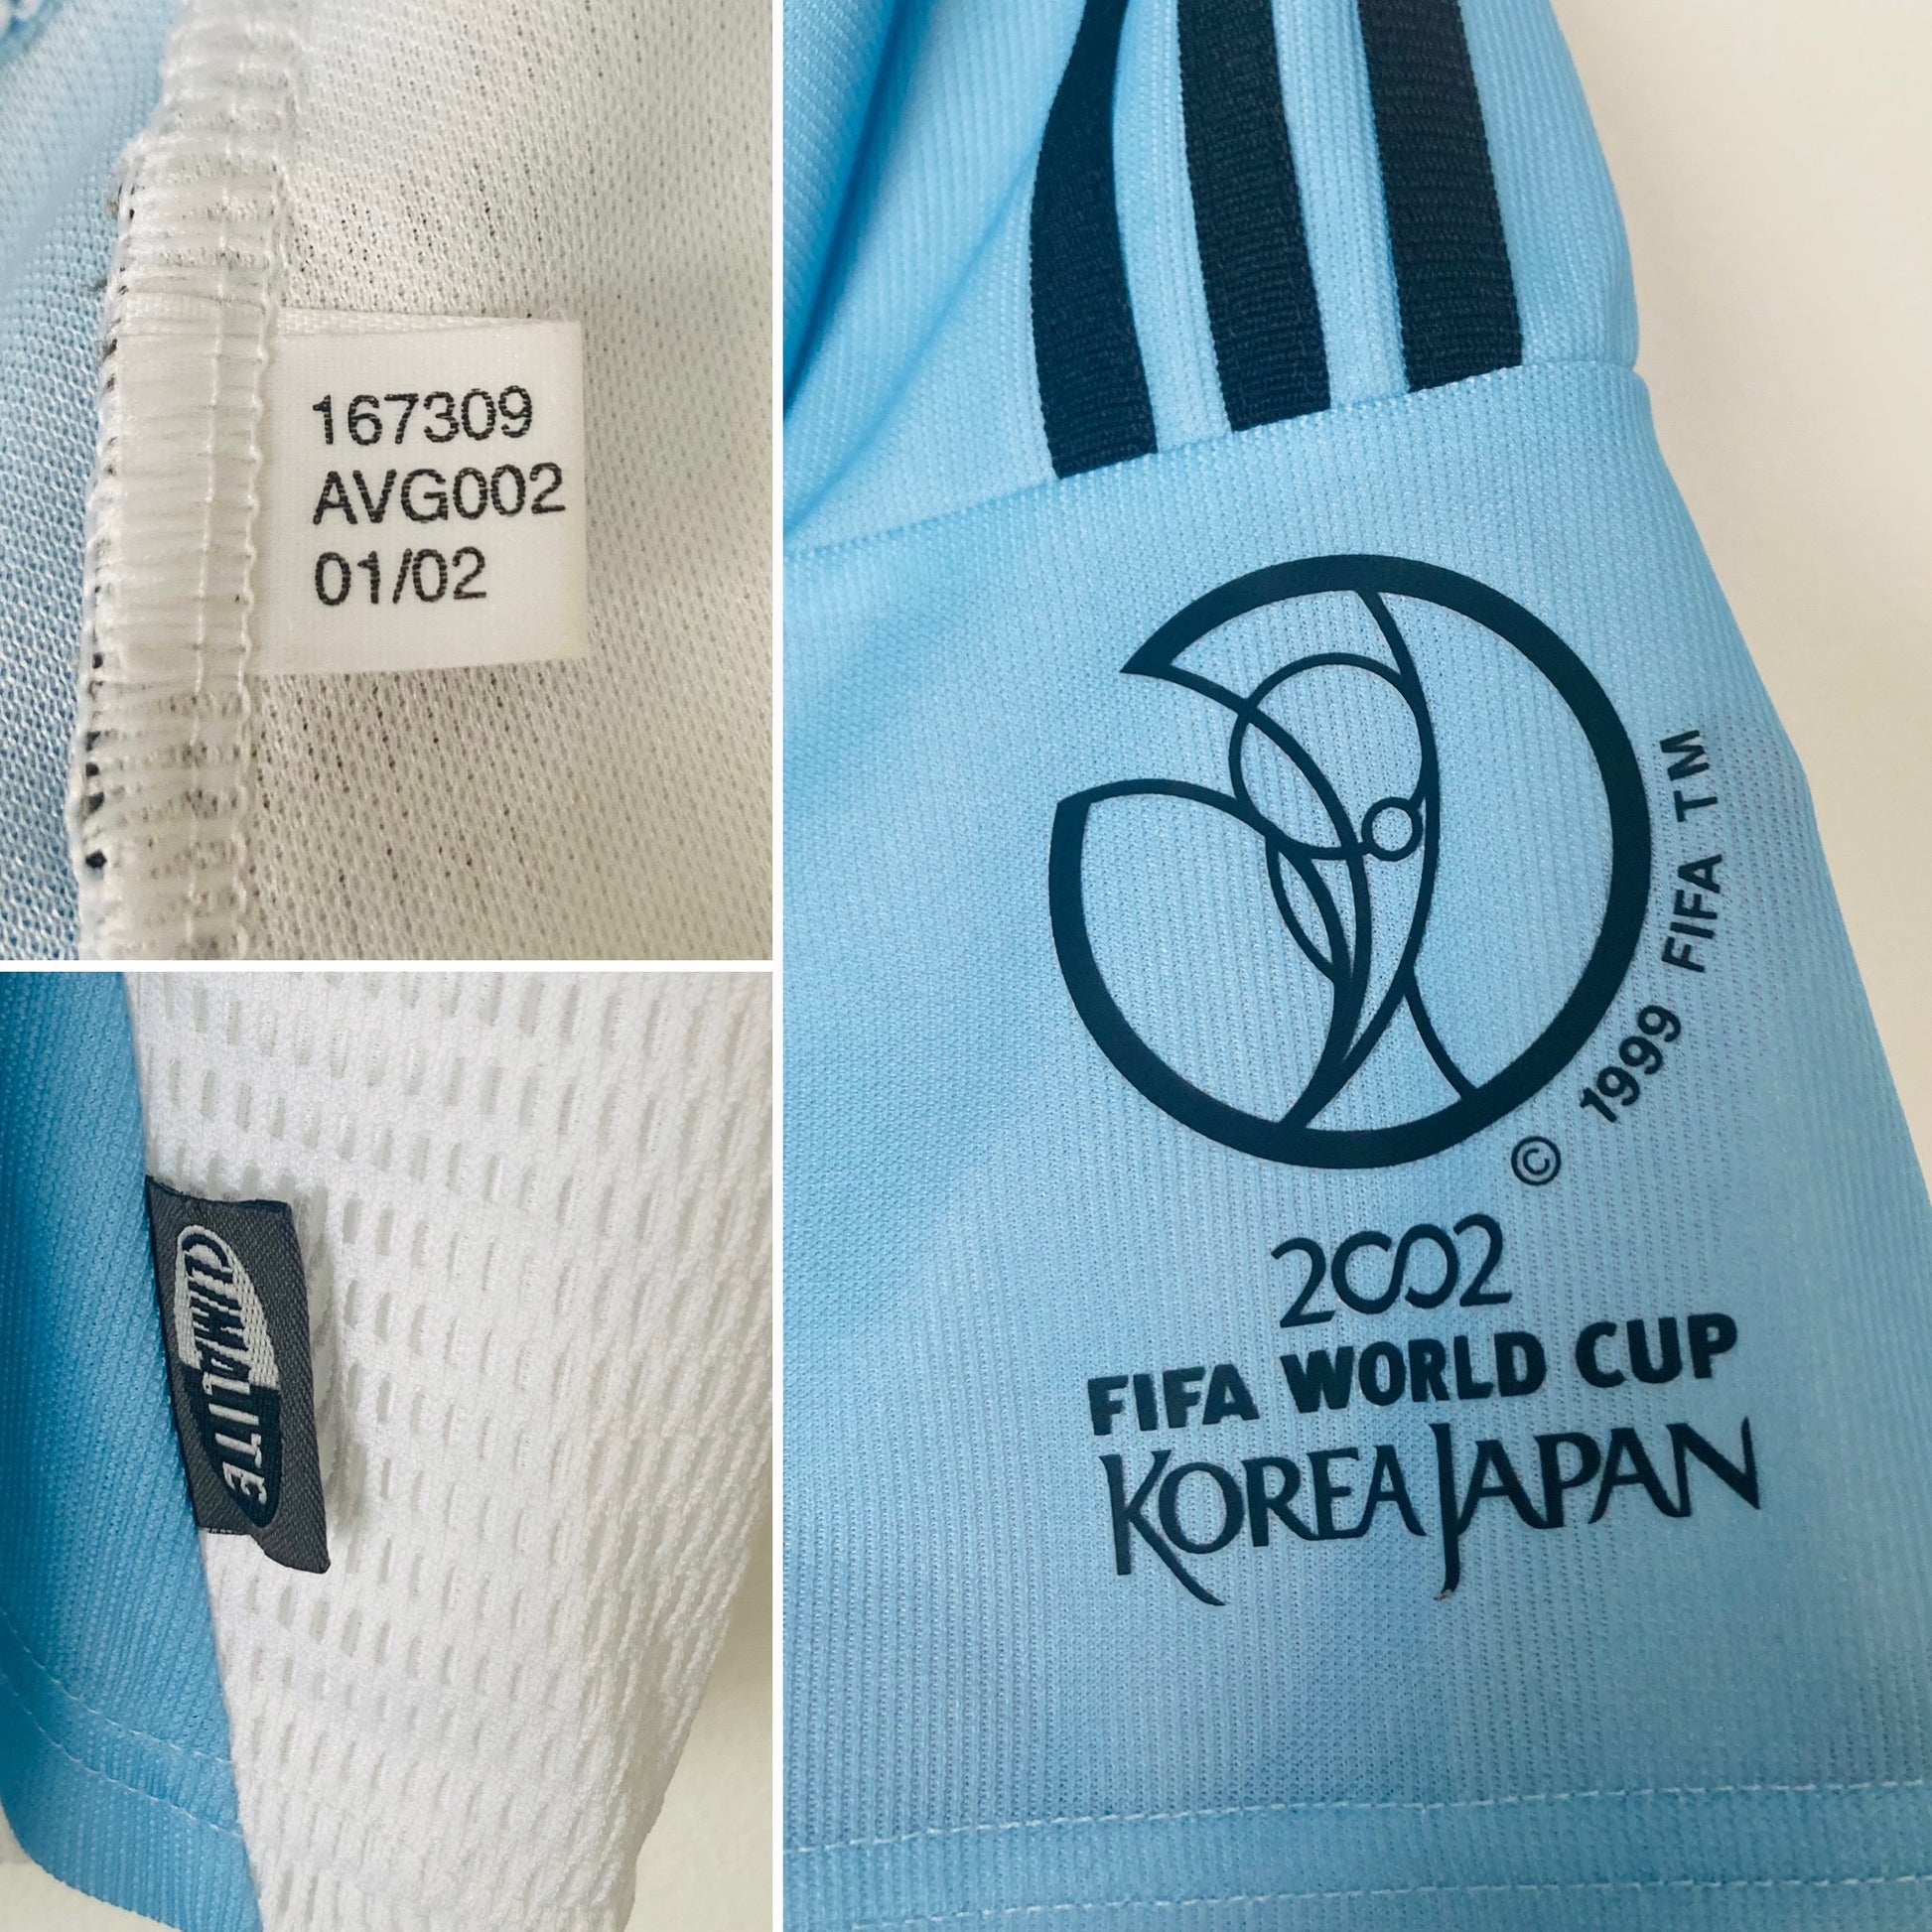 167309
AVG002
01/02
CLIMALITE
© 1999 FIFA TM
2002
FIFA WORLD CUP
KOREA JAPAN